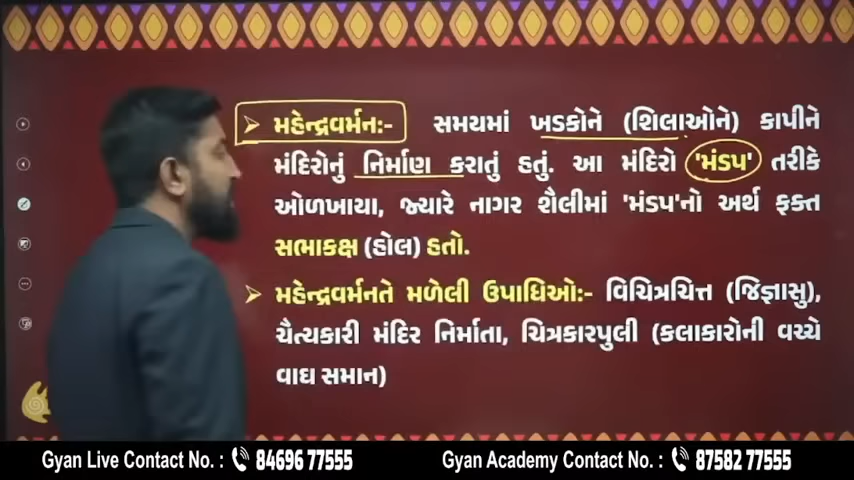 ➢ મહેન્દ્રવર્મન:- સમયમાં ખડકોને (શિલાઓને) કાપીને
મંદિરોનું નિર્માણ કરાતું હતું. આ મંદિરો 'મંડપ' તરીકે
ઓળખાયા, જ્યારે નાગર શૈલીમાં 'મંડપ'નો અર્થ ફક્ત
સભાકક્ષ (હોલ) હતો.
➢ મહેન્દ્રવર્મનતે મળેલી ઉપાધિઓ:- વિચિત્રચિત્ત (જિજ્ઞાસુ),
ચૈત્યકારી મંદિર નિર્માતા, ચિત્રકારપુલી (કલાકારોની વચ્ચે
વાઘ સમાન)
Gyan Live Contact No. : 84696 77555 Gyan Academy Contact No. : 87582 77555